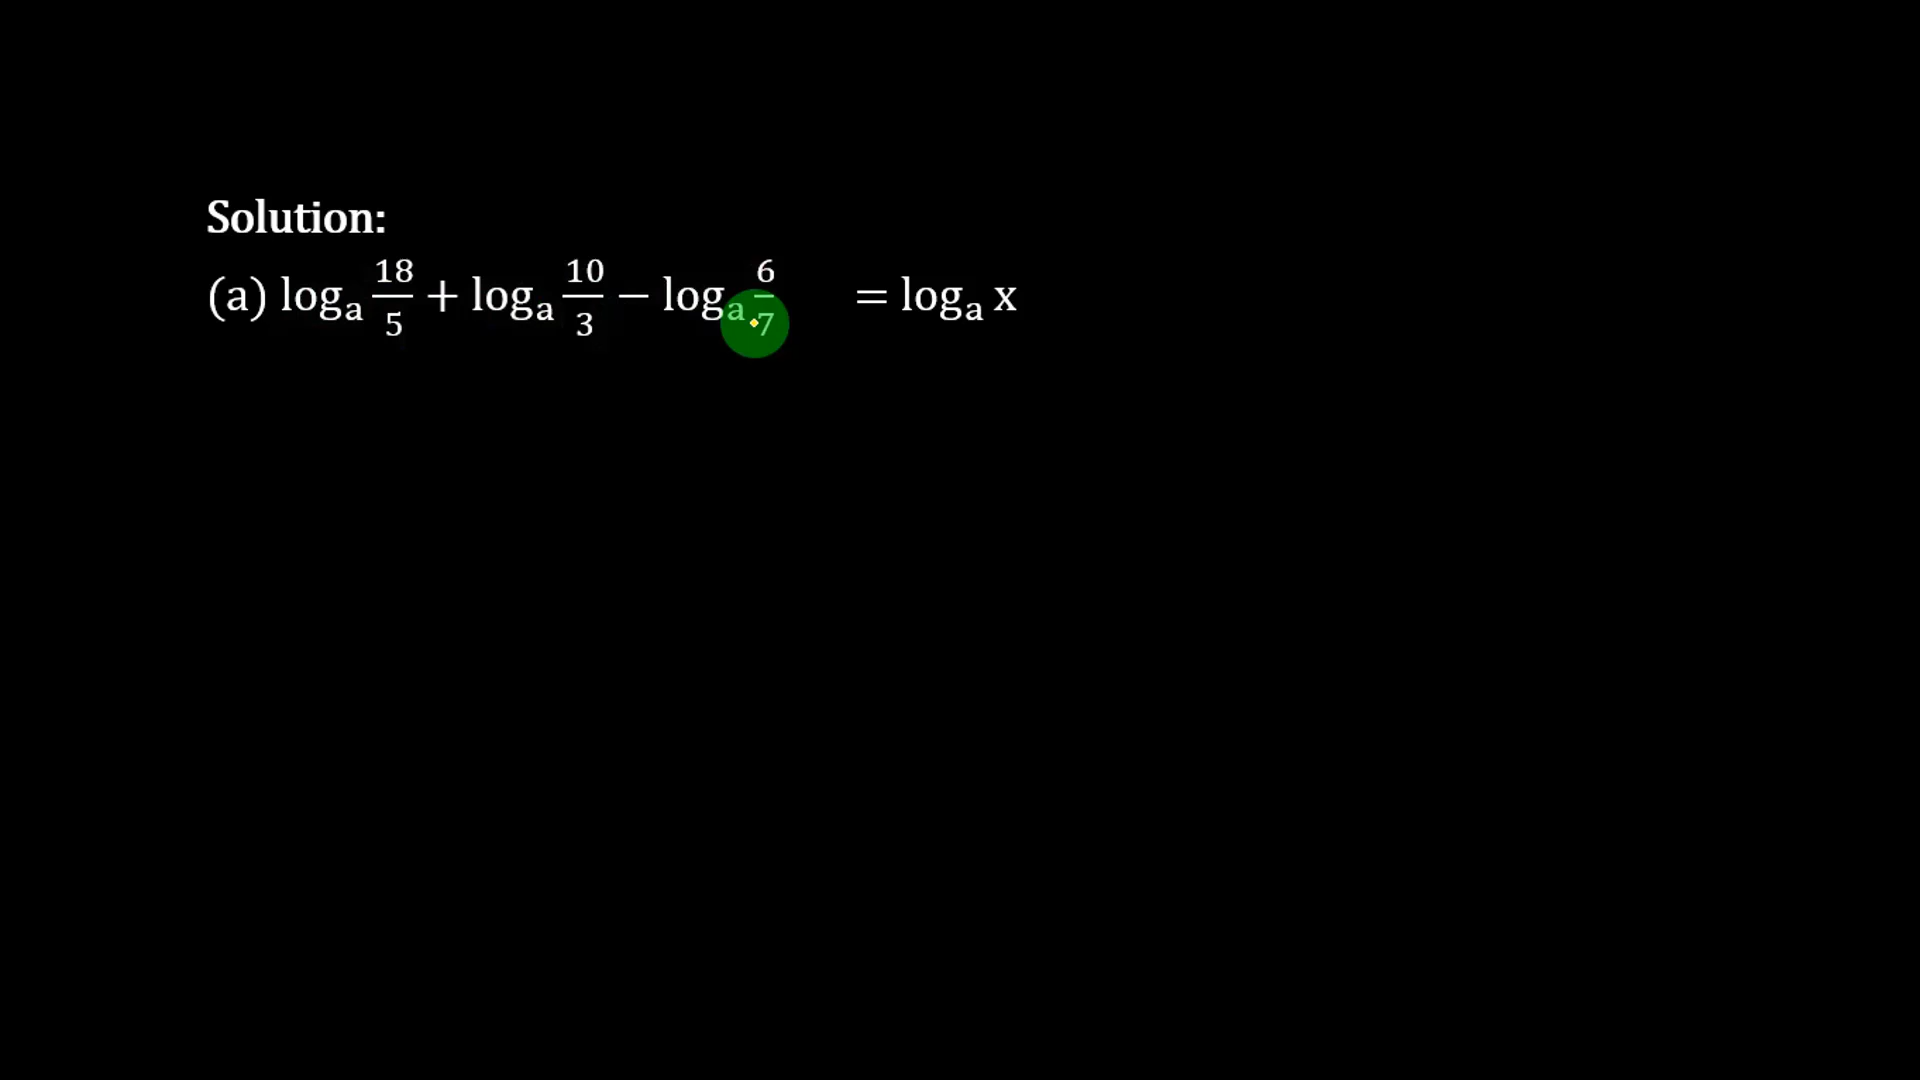 Solution:
(a) logₐ 18/5 + logₐ 10/3 − logₐ 6/7 = logₐ x